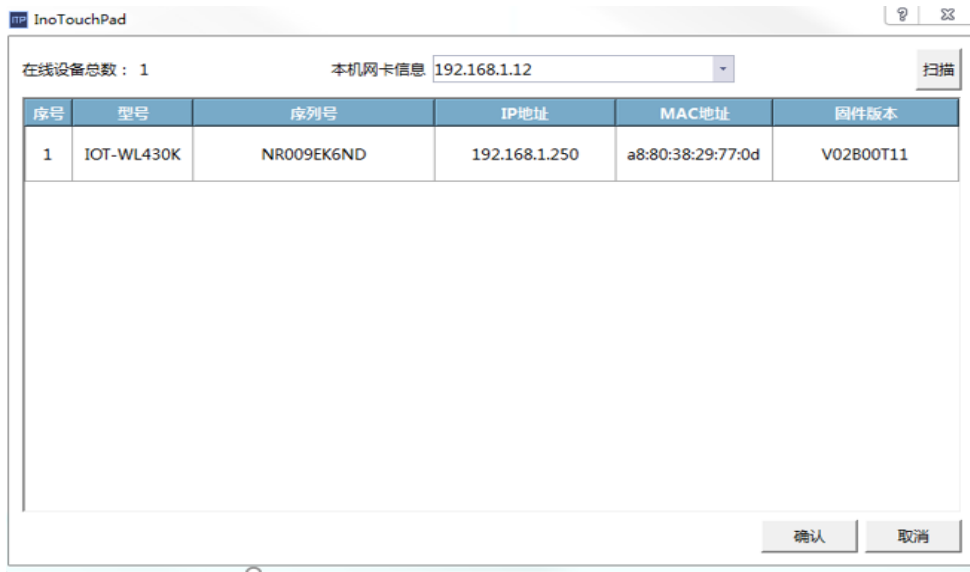 InoTouchPad
在线设备总数： 1 本机网卡信息 192.168.1.12 扫描
序号 型号 序列号 IP地址 MAC地址 固件版本
1 IOT-WL430K NR009EK6ND 192.168.1.250 a8:80:38:29:77:0d V02B00T11
确认 取消